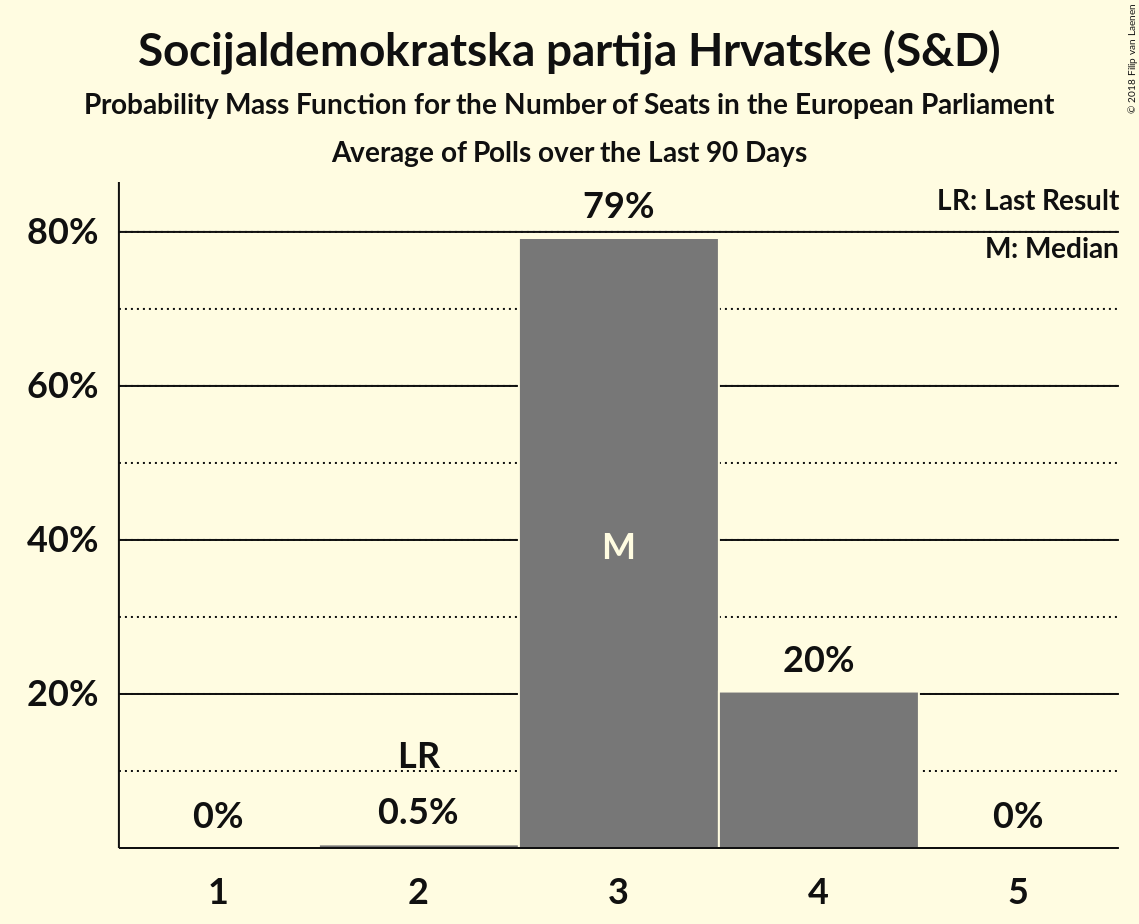 Socijaldemokratska partija Hrvatske (S&D)
Probability Mass Function for the Number of Seats in the European Parliament
Average of Polls over the Last 90 Days
© 2018 Filip van Laenen
LR: Last Result
M: Median
80%
60%
40%
20%
0%
LR
0.5%
79%
M
20%
0%
1 2 3 4 5